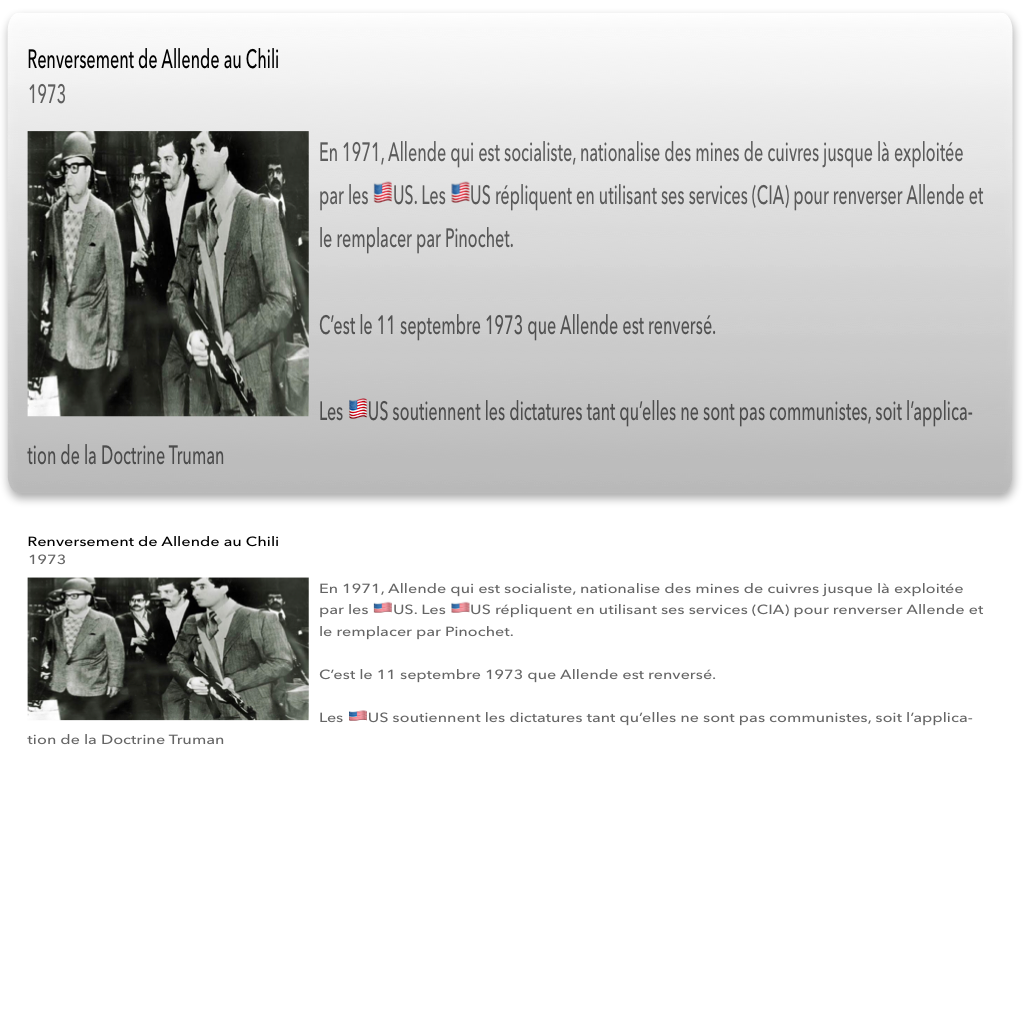 Renversement de Allende au Chili
1973
En 1971, Allende qui est socialiste, nationalise des mines de cuivres jusque là exploitée
par les 🇺🇸US. Les 🇺🇸US répliquent en utilisant ses services (CIA) pour renverser Allende et
le remplacer par Pinochet.
C’est le 11 septembre 1973 que Allende est renversé.
Les 🇺🇸US soutiennent les dictatures tant qu’elles ne sont pas communistes, soit l’applica-
tion de la Doctrine Truman
Renversement de Allende au Chili
1973
En 1971, Allende qui est socialiste, nationalise des mines de cuivres jusque là exploitée
par les 🇺🇸US. Les 🇺🇸US répliquent en utilisant ses services (CIA) pour renverser Allende et
le remplacer par Pinochet.
C’est le 11 septembre 1973 que Allende est renversé.
Les 🇺🇸US soutiennent les dictatures tant qu’elles ne sont pas communistes, soit l’applica-
tion de la Doctrine Truman